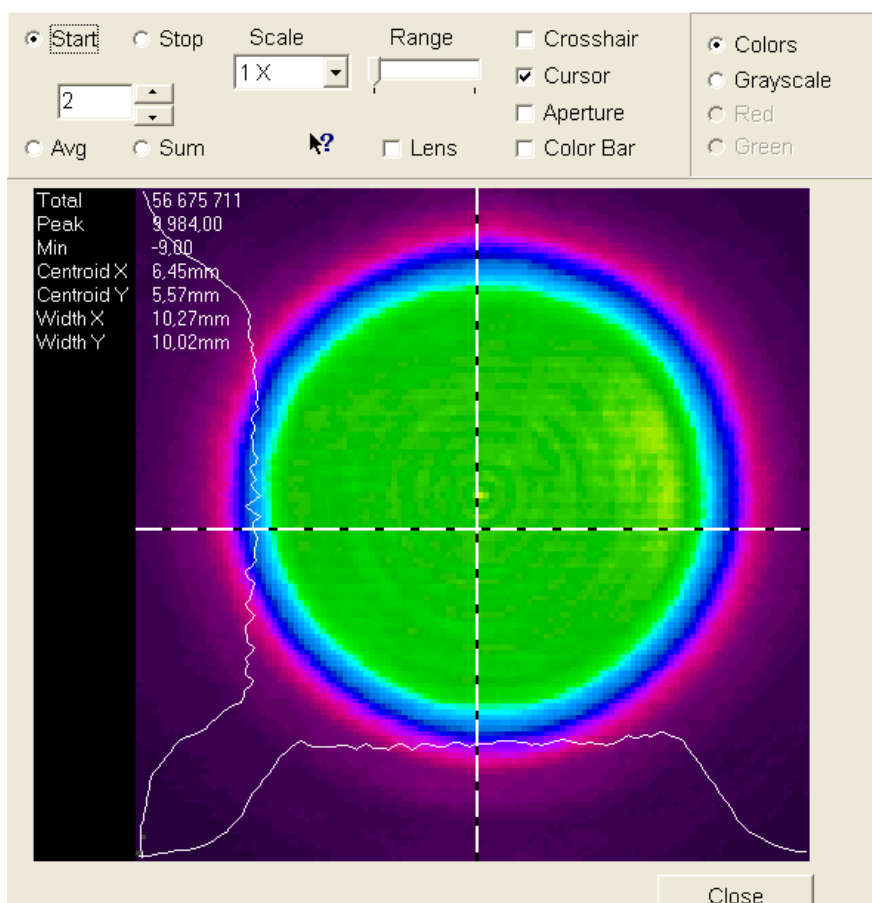 Start Stop Scale Range Crosshair Colors
1 X Cursor Grayscale
2 Aperture Red
Avg Sum ? Lens Color Bar Green
Total 56 675 711
Peak 9 984,00
Min -9,00
Centroid X 6,45mm
Centroid Y 5,57mm
Width X 10,27mm
Width Y 10,02mm
Close